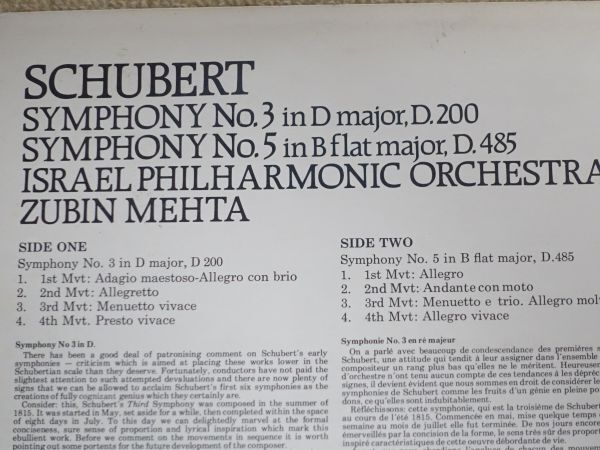 SCHUBERT
SYMPHONY No. 3 in D major, D. 200
SYMPHONY No. 5 in B flat major, D. 485
ISRAEL PHILHARMONIC ORCHESTRA
ZUBIN MEHTA
SIDE ONE
Symphony No. 3 in D major, D 200
1. 1st Mvt: Adagio maestoso-Allegro con brio
2. 2nd Mvt: Allegretto
3. 3rd Mvt: Menuetto vivace
4. 4th Mvt. Presto vivace
SIDE TWO
Symphony No. 5 in B flat major, D.485
1. 1st Mvt: Allegro
2. 2nd Mvt: Andante con moto
3. 3rd Mvt: Menuetto e trio. Allegro mol
4. 4th Mvt: Allegro vivace
Symphony No 3 in D.
There has been a good deal of patronising comment on Schubert's early
symphonies – criticism which is aimed at placing these works lower in the
Schubertian scale than they deserve. Fortunately, conductors have not paid the
slightest attention to such attempted devaluations and there are now plenty of
signs that we can be allowed to acclaim Schubert's first six symphonies as the
creations of fully cognizant genius which they certainly are.
Consider: this, Schubert's Third Symphony was composed in the summer of
1815. It was started in May, set aside for a while, then completed within the space
of eight days in July. To this day we can delightedly marvel at the formal
conciseness, sure sense of proportion and lyrical inspiration which mark this
ebullient work. Before we comment on the movements in sequence it is worth
pointing out some portents for the future development of the composer.
Symphonie No. 3 en ré majeur
On a parlé avec beaucoup de condescendance des premières s
Schubert, une attitude qui tendit à leur assigner dans l'ensemble
compositeur un rang plus bas qu'elles ne le méritent. Heureusem
d'orchestre n'ont tenu aucun compte de ces tendances à les dépréc
signes, il devient évident que nous sommes en droit de considérer le
symphonies de Schubert comme les fruits d'un génie en pleine po
dons, ce qu'elles sont indubitablement.
Réfléchissons: cette symphonie, qui est la troisième de Schubert
au cours de l'été 1815. Commencée en mai, mise quelque temps
semaine au mois de juillet elle fut terminée. De nos jours encore
émerveillés par la concision de la forme, le sens très sûr des proport
inspiré caractéristiques de cette œuvre débordante de vie.